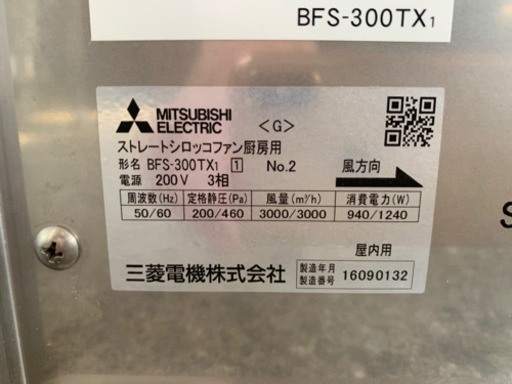 BFS-300TX1
MITSUBISHI
ELECTRIC
<G>
ストレートシロッコファン厨房用
形名 BFS-300TX1 1 No.2
風方向
電源 200V 3相
周波数(Hz) 定格静圧(Pa) 風量(m³/h) 消費電力(W)
50/60 200/460 3000/3000 940/1240
屋内用
三菱電機株式会社
製造年月
製造番号 16090132
S